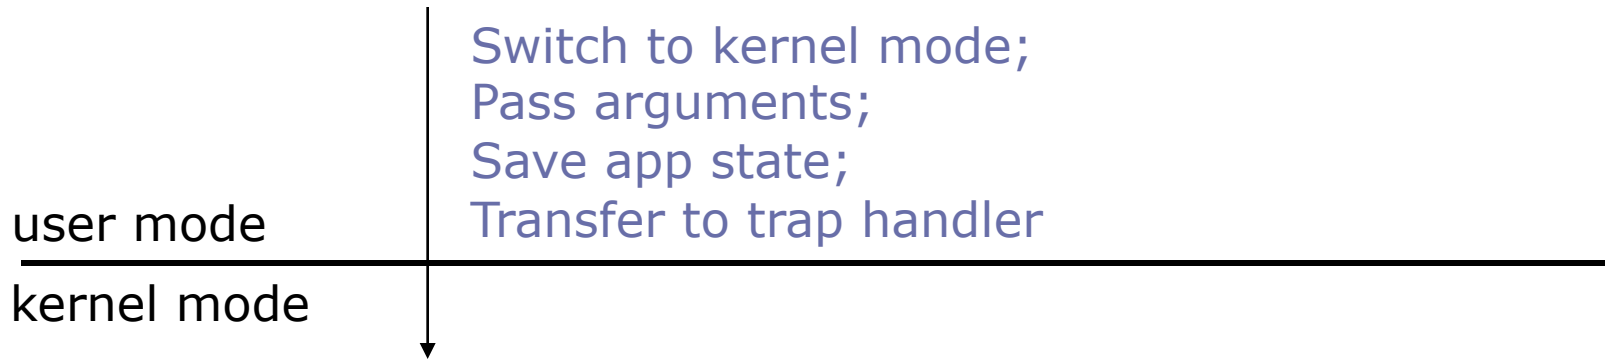 Switch to kernel mode;
Pass arguments;
Save app state;
Transfer to trap handler
user mode
kernel mode